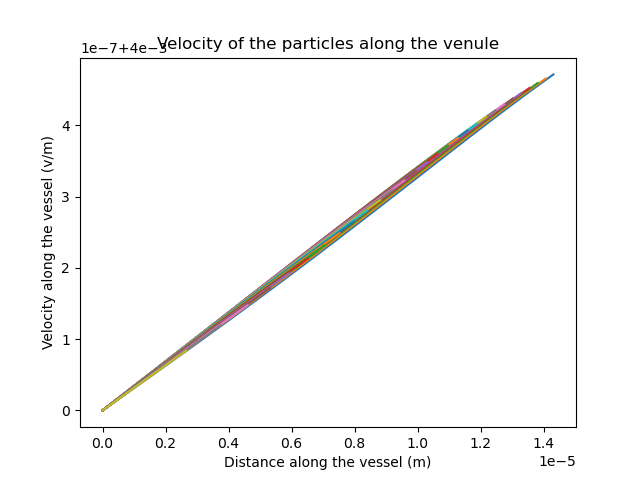 Velocity of the particles along the venule
1e−7+4e−3
4
3
2
1
0
Velocity along the vessel (v/m)
0.0 0.2 0.4 0.6 0.8 1.0 1.2 1.4
1e−5
Distance along the vessel (m)